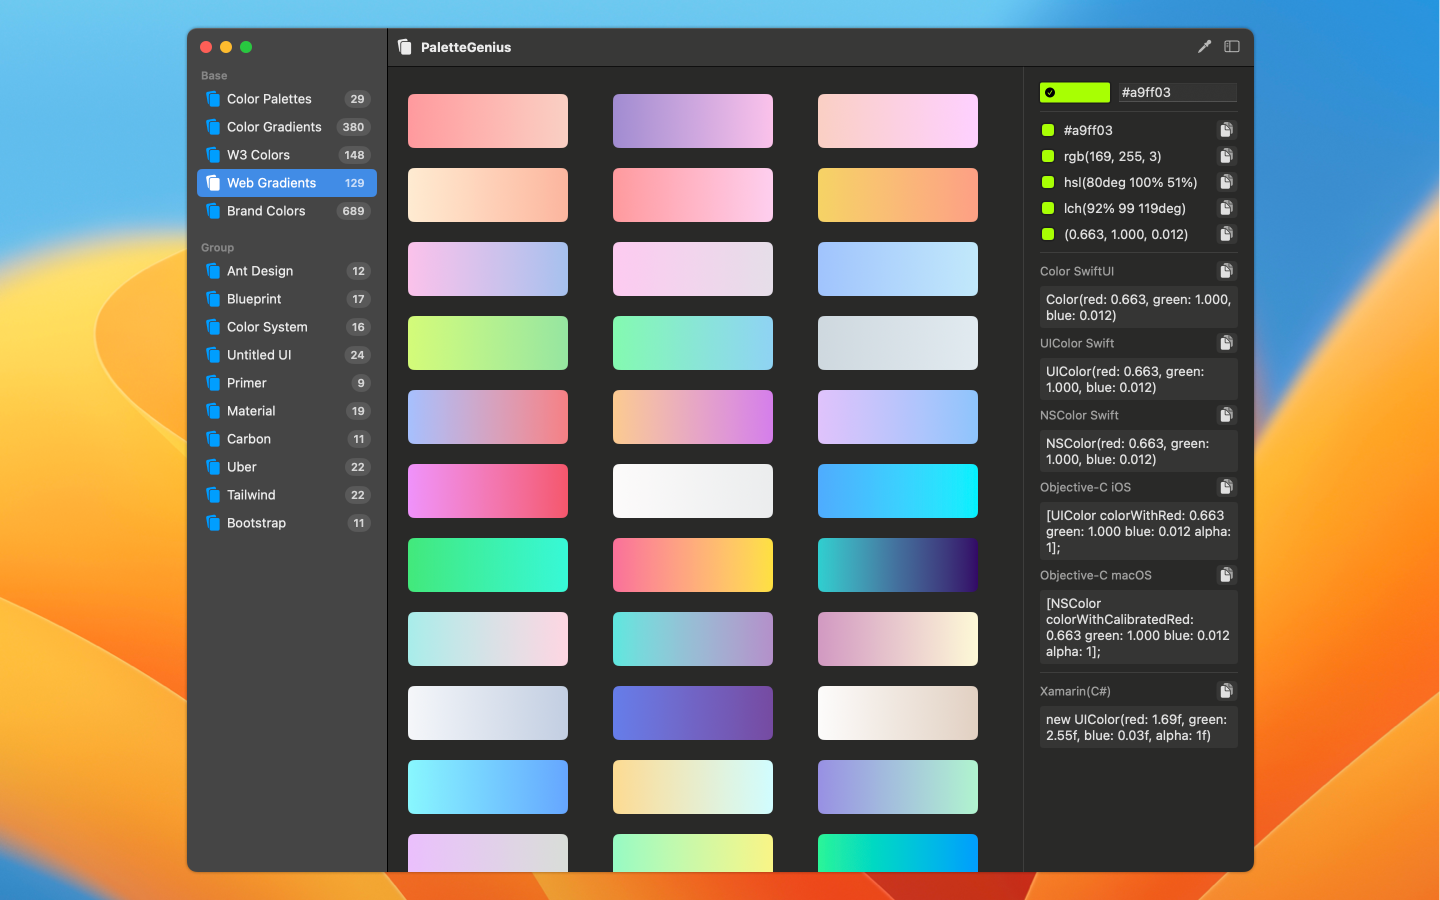 PaletteGenius
Base
Color Palettes 29
Color Gradients 380
W3 Colors 148
Web Gradients 129
Brand Colors 689
Group
Ant Design 12
Blueprint 17
Color System 16
Untitled UI 24
Primer 9
Material 19
Carbon 11
Uber 22
Tailwind 22
Bootstrap 11
#a9ff03
#a9ff03
rgb(169, 255, 3)
hsl(80deg 100% 51%)
lch(92% 99 119deg)
(0.663, 1.000, 0.012)
Color SwiftUI
Color(red: 0.663, green: 1.000,
blue: 0.012)
UIColor Swift
UIColor(red: 0.663, green:
1.000, blue: 0.012)
NSColor Swift
NSColor(red: 0.663, green:
1.000, blue: 0.012)
Objective-C iOS
[UIColor colorWithRed: 0.663
green: 1.000 blue: 0.012 alpha:
1];
Objective-C macOS
[NSColor
colorWithCalibratedRed:
0.663 green: 1.000 blue: 0.012
alpha: 1];
Xamarin(C#)
new UIColor(red: 1.69f, green:
2.55f, blue: 0.03f, alpha: 1f)